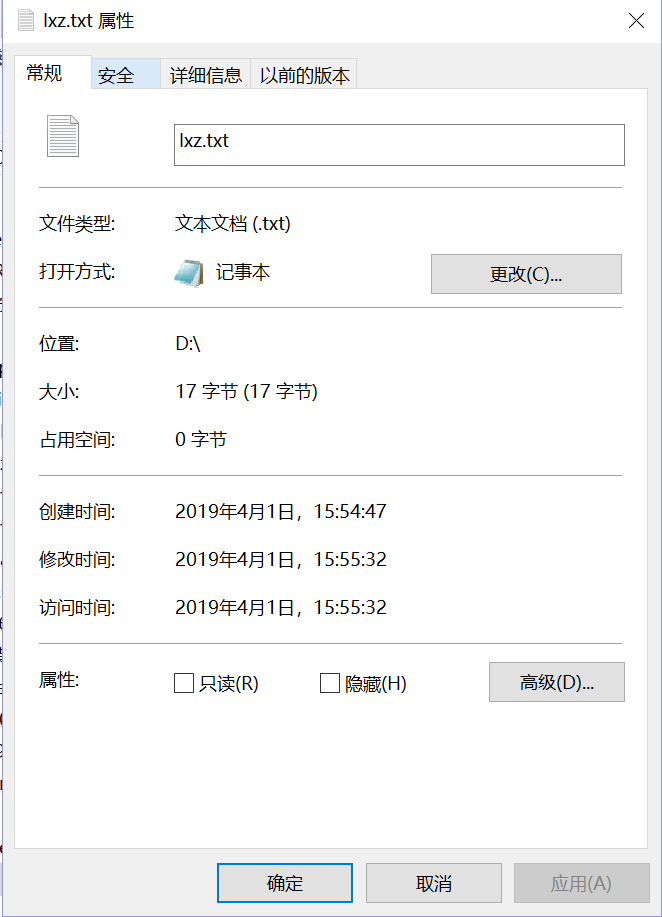 lxz.txt 属性
常规 安全 详细信息 以前的版本
lxz.txt
文件类型: 文本文档 (.txt)
打开方式: 记事本 更改(C)...
位置: D:\
大小: 17 字节 (17 字节)
占用空间: 0 字节
创建时间: 2019年4月1日，15:54:47
修改时间: 2019年4月1日，15:55:32
访问时间: 2019年4月1日，15:55:32
属性: 只读(R) 隐藏(H) 高级(D)...
确定 取消 应用(A)